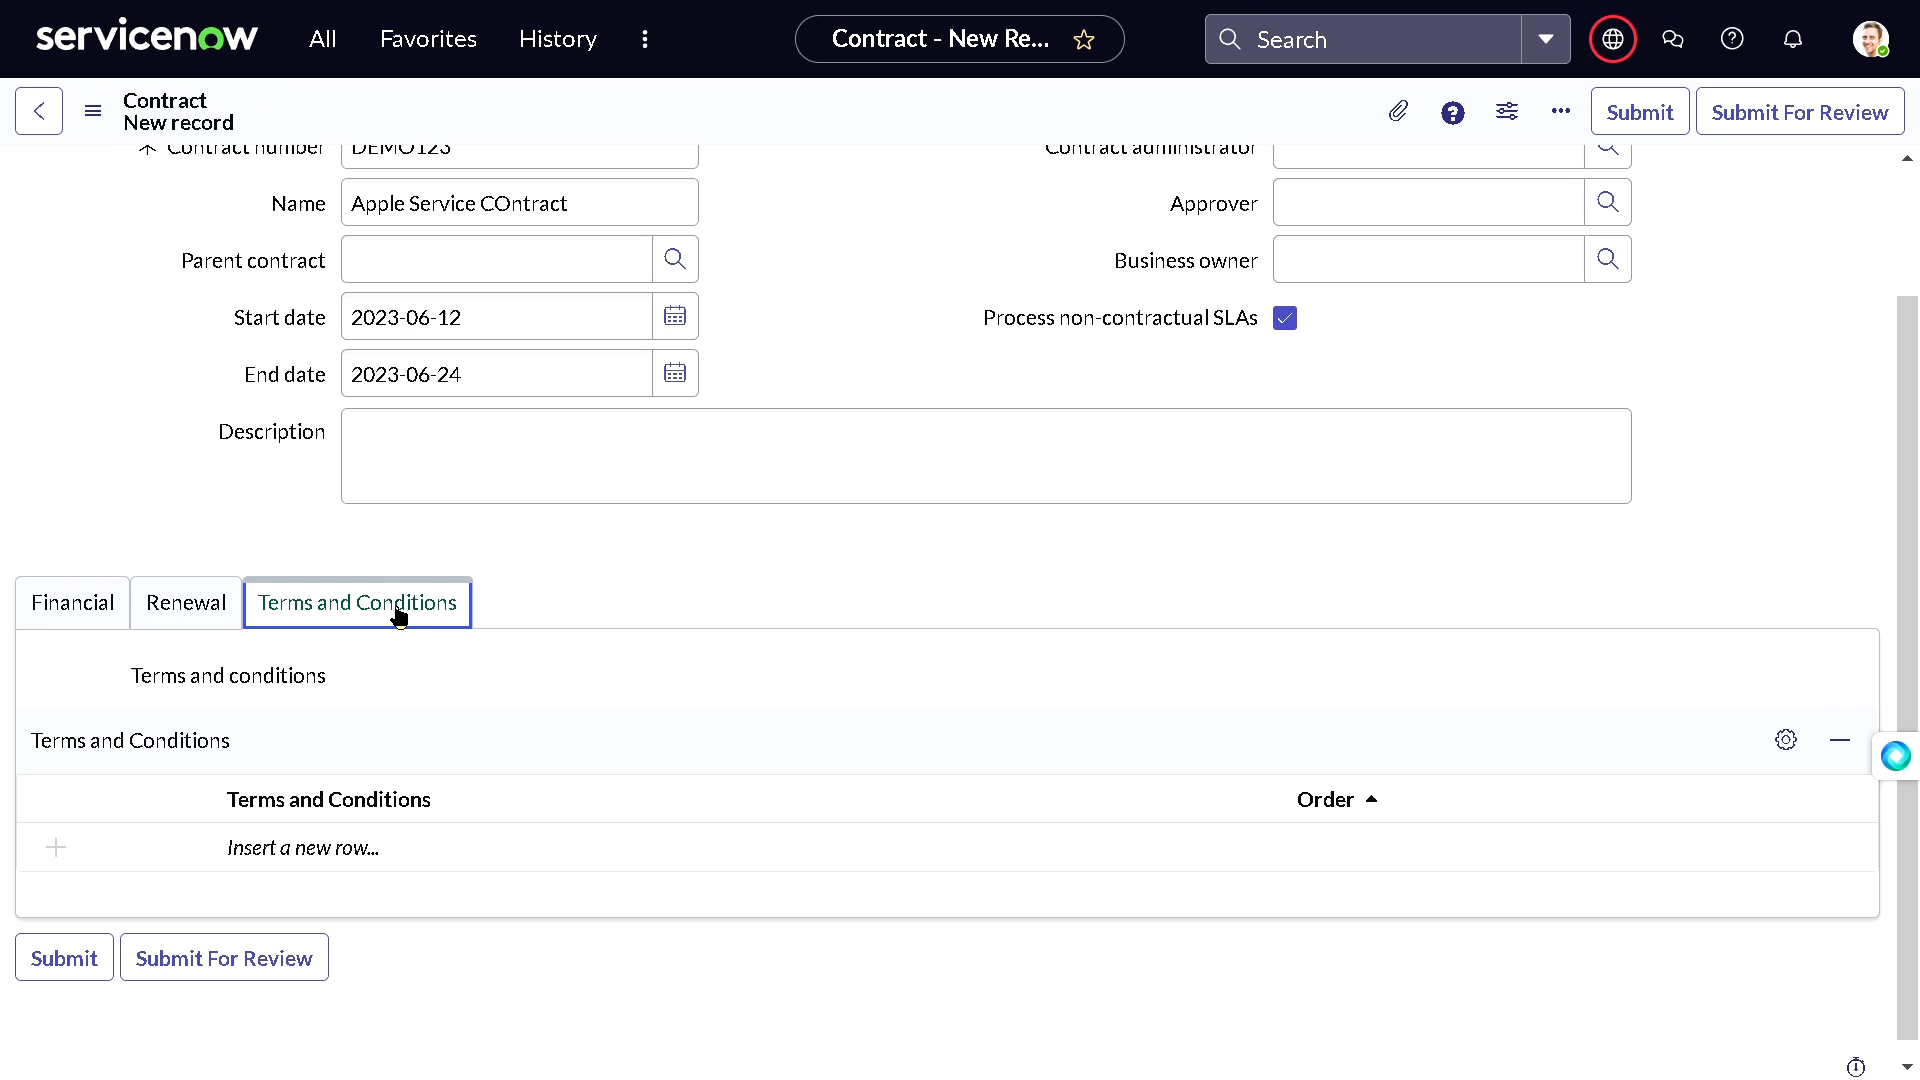 servicenow All Favorites History Contract - New Re... Search
Contract
New record
Submit Submit For Review
Contract number DEMO123 Contract administrator
Name Apple Service COntract Approver
Parent contract Business owner
Start date 2023-06-12 Process non-contractual SLAs
End date 2023-06-24
Description
Financial Renewal Terms and Conditions
Terms and conditions
Terms and Conditions
Terms and Conditions Order
Insert a new row...
Submit Submit For Review